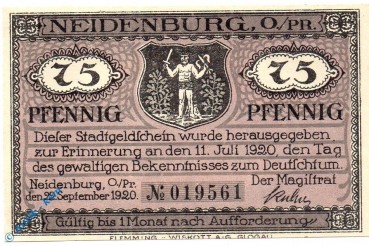 NEIDENBURG, O/PR.
75 75
PFENNIG PFENNIG
Dieser Stadtgeldschein wurde herausgegeben
zur Erinnerung an den 11. Juli 1920, den Tag
des gewaltigen Bekenntnisses zum Deutschtum.
Neidenburg, O/Pr. Der Magistrat
den 29. September 1920. № 019561
Gültig bis 1 Monat nach Aufforderung
FLEMMING-WISKOTT A.G. GLOGAU